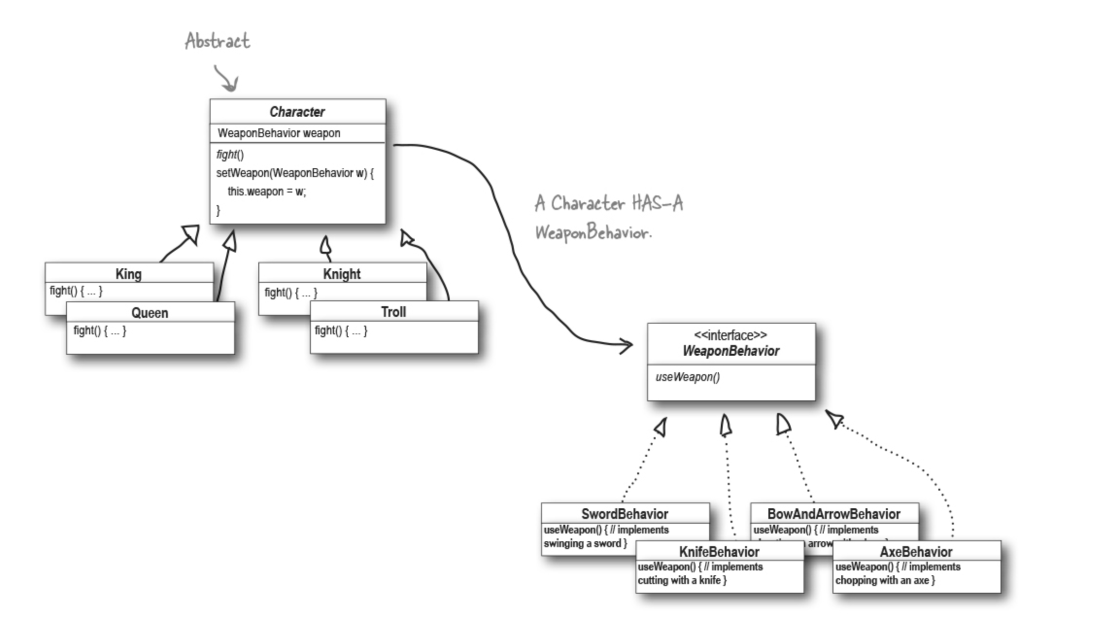 Abstract
Character
WeaponBehavior weapon
fight()
setWeapon(WeaponBehavior w) {
this.weapon = w;
}
A Character HAS-A
WeaponBehavior.
King
fight() { ... }
Queen
fight() { ... }
Knight
fight() { ... }
Troll
fight() { ... }
<<interface>>
WeaponBehavior
useWeapon()
SwordBehavior
useWeapon() { // implements
swinging a sword }
KnifeBehavior
useWeapon() { // implements
cutting with a knife }
BowAndArrowBehavior
useWeapon() { // implements
arrow
}
AxeBehavior
useWeapon() { // implements
chopping with an axe }